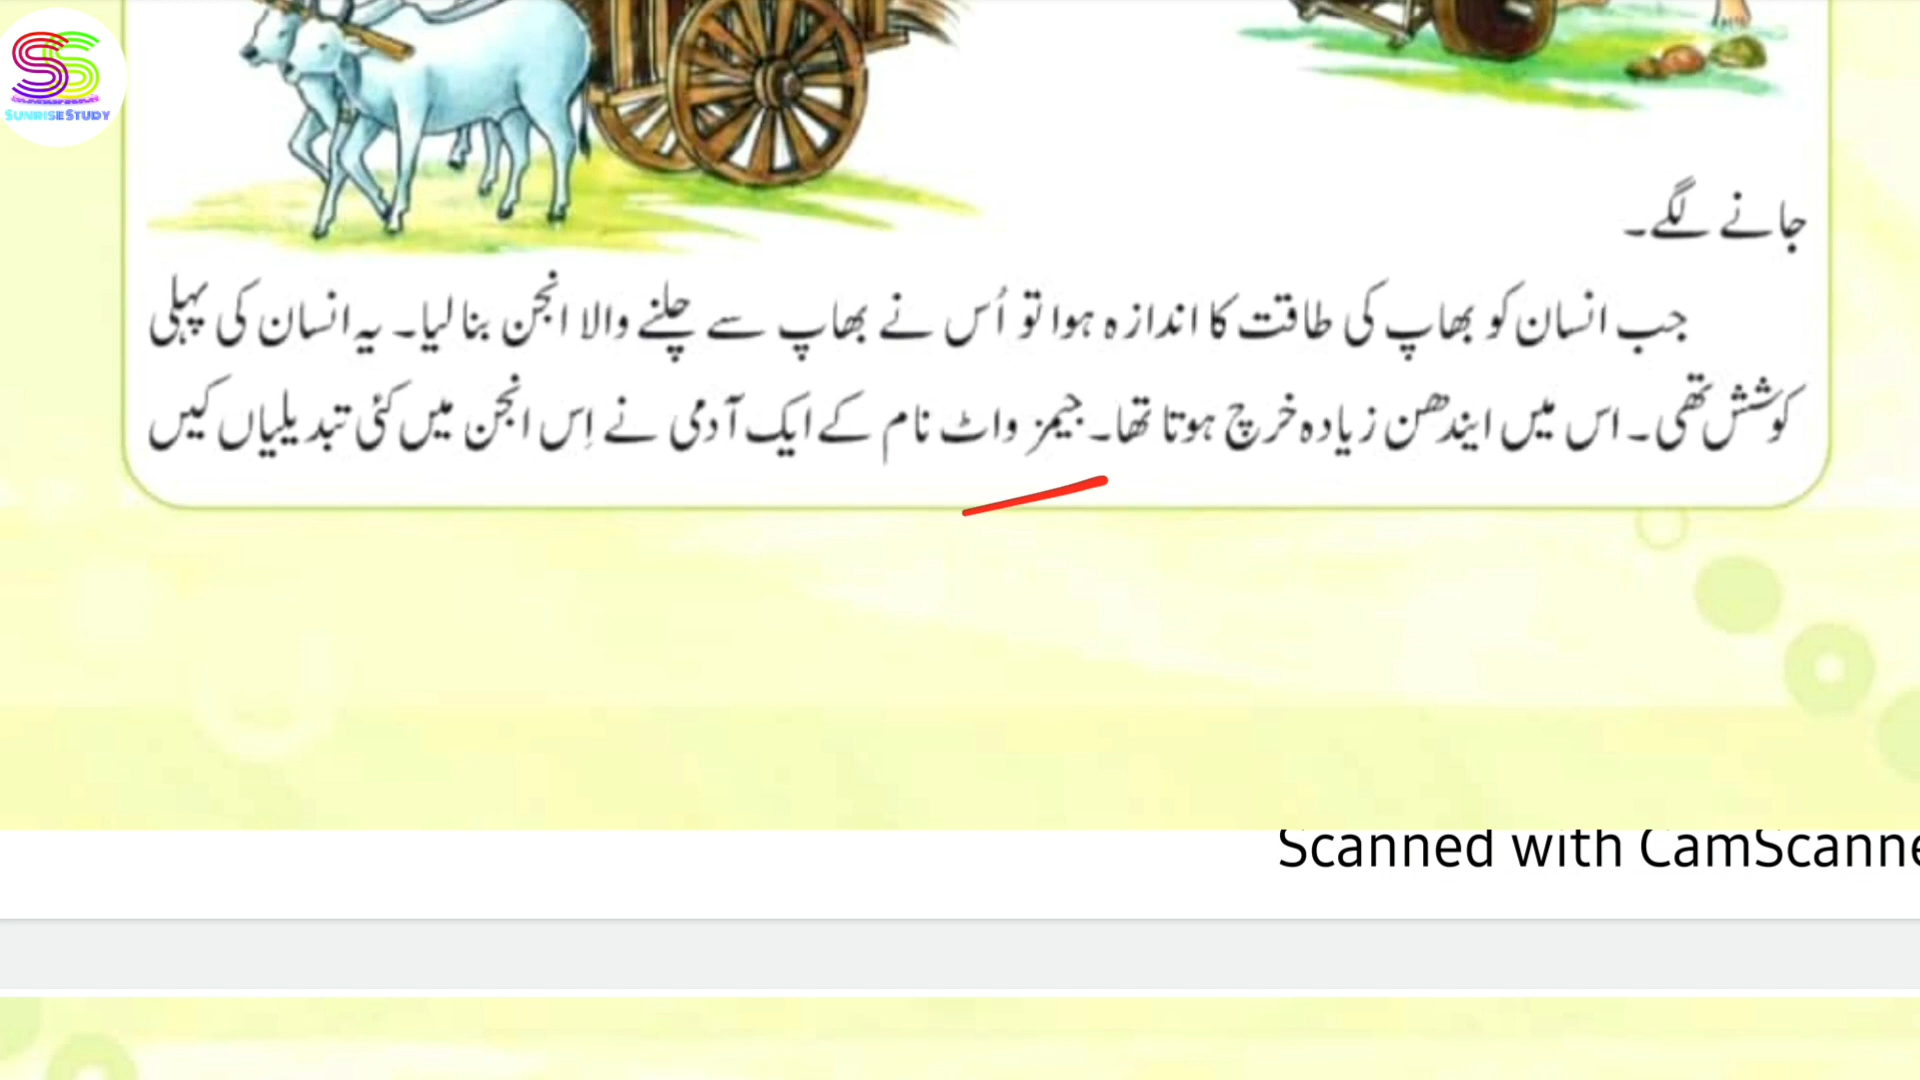 SS
SUNRISESTUDY
جانے لگے۔
جب انسان کو بھاپ کی طاقت کا اندازہ ہوا تو اُس نے بھاپ سے چلنے والا انجن بنا لیا۔ یہ انسان کی پہلی
کوشش تھی۔ اس میں ایندھن زیادہ خرچ ہوتا تھا۔ جیمز واٹ نام کے ایک آدمی نے اِس انجن میں کئی تبدیلیاں کیں
Scanned with CamScanne